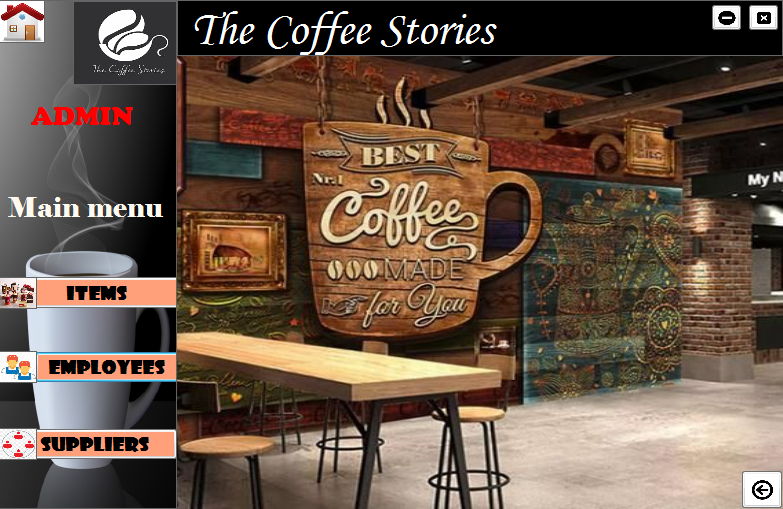 The Coffee Stories
The Coffee Stories
ADMIN
Main menu
ITEMS
EMPLOYEES
SUPPLIERS
BEST
Nr.1
Coffee
MADE
for You
My N